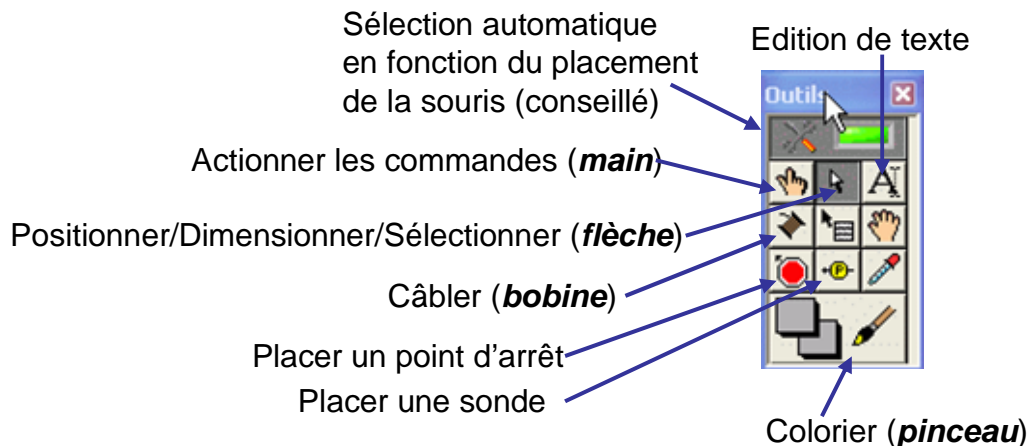 Sélection automatique
en fonction du placement
de la souris (conseillé)
Edition de texte
Outils
Actionner les commandes (main)
A
Positionner/Dimensionner/Sélectionner (flèche)
Câbler (bobine)
P
Placer un point d’arrêt
Placer une sonde
Colorier (pinceau)